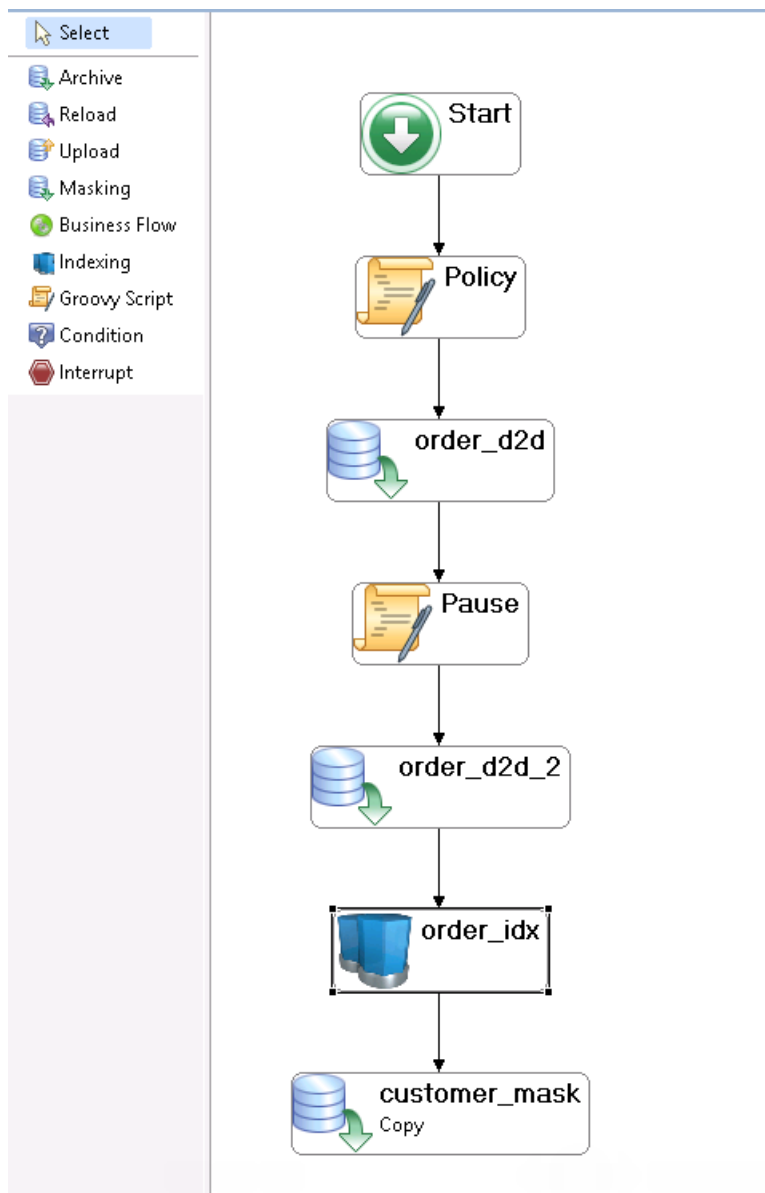 Select
Archive
Reload
Upload
Masking
Business Flow
Indexing
Groovy Script
Condition
Interrupt
Start
Policy
order_d2d
Pause
order_d2d_2
order_idx
customer_mask
Copy